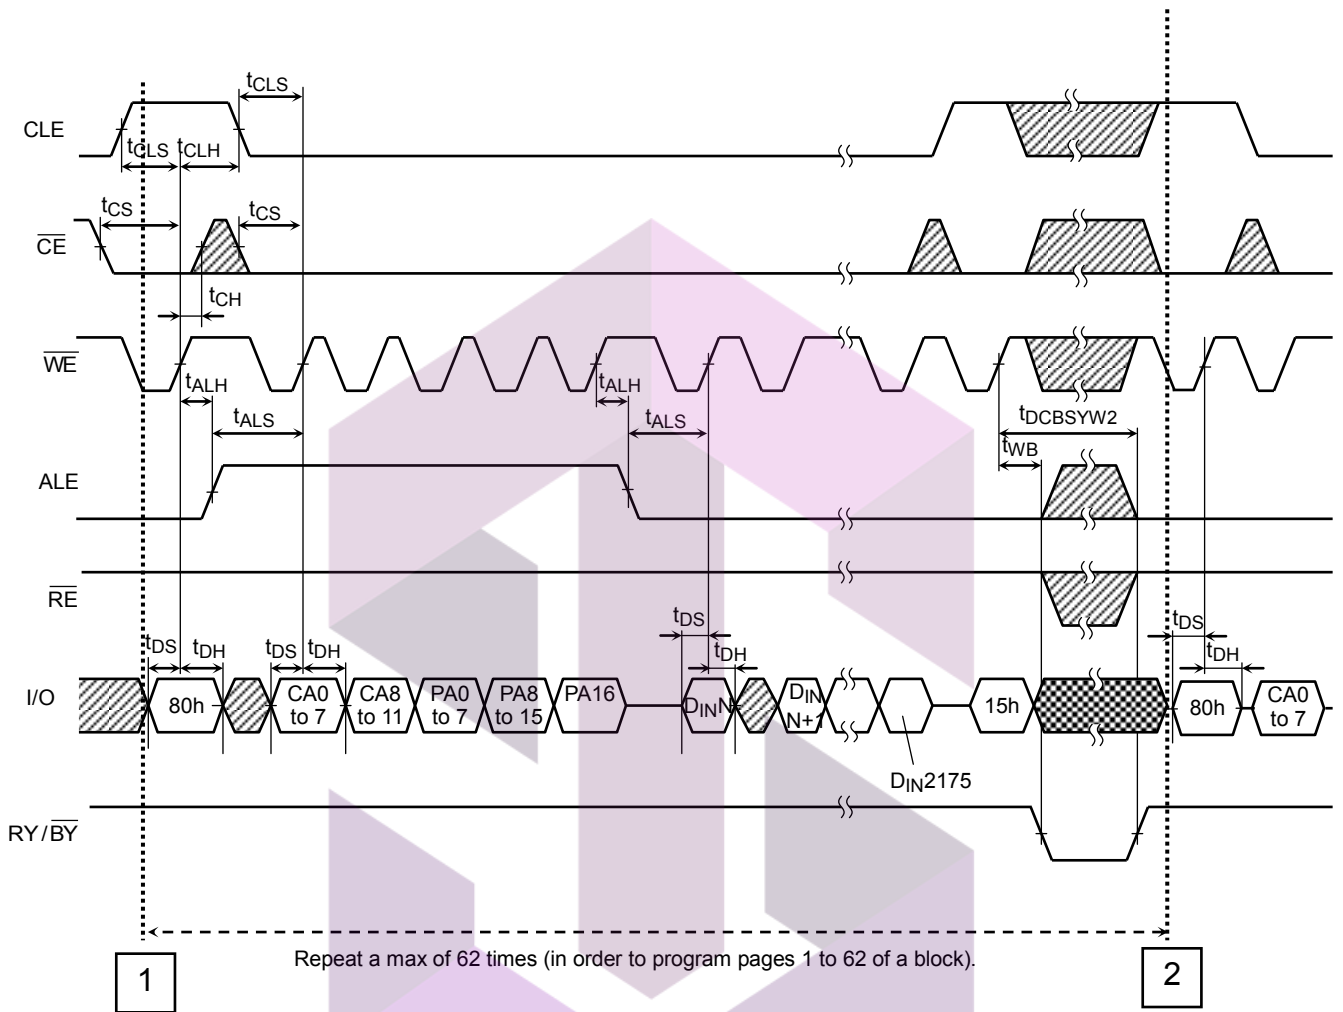 tCLS
CLE
tCLS tCLH
tCS tCS
CE
tCH
WE
tALH tALH
tALS tALS
tDCBSYW2
tWB
ALE
RE
tDS tDH tDS tDH tDS tDH tDS tDH
I/O
80h
CA0
to 7
CA8
to 11
PA0
to 7
PA8
to 15
PA16
DINN
DIN
N+1
15h
80h
CA0
to 7
DIN2175
RY/BY
Repeat a max of 62 times (in order to program pages 1 to 62 of a block).
1
2